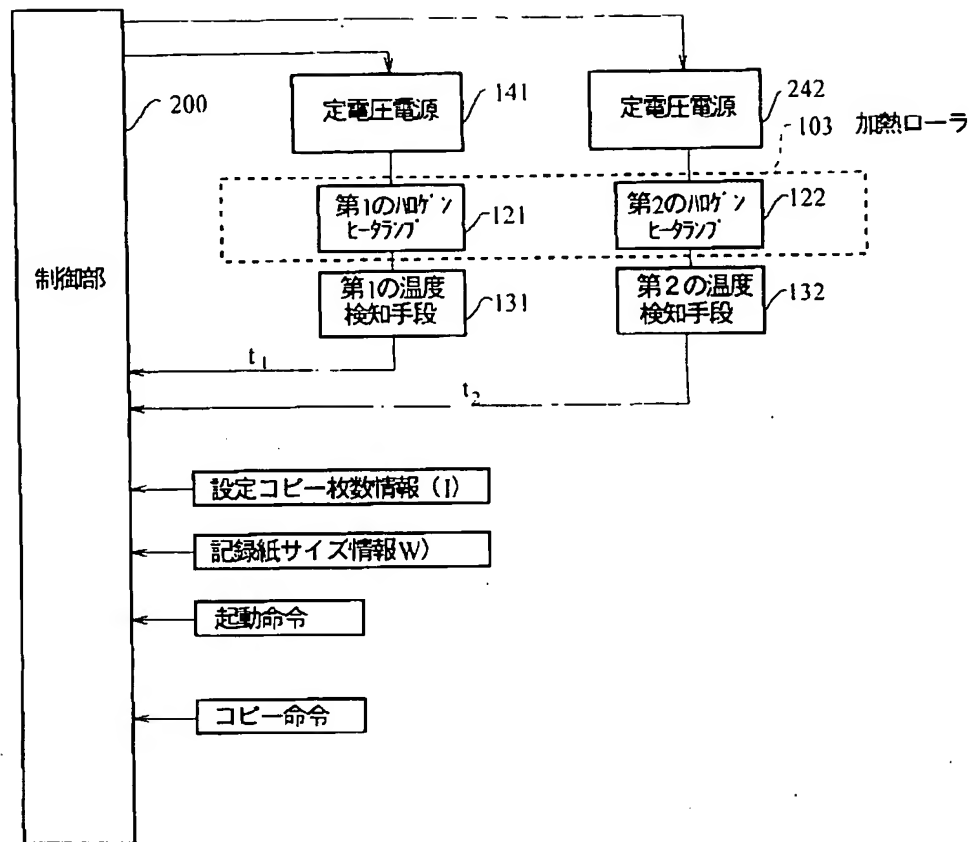 200
定電圧電源
141
定電圧電源
242
103 加熱ローラ
第1のハロゲン
ヒータランプ
121
第2のハロゲン
ヒータランプ
122
制御部
第1の温度
検知手段
131
第2の温度
検知手段
132
t1
t2
設定コピー枚数情報(I)
記録紙サイズ情報W)
起動命令
コピー命令